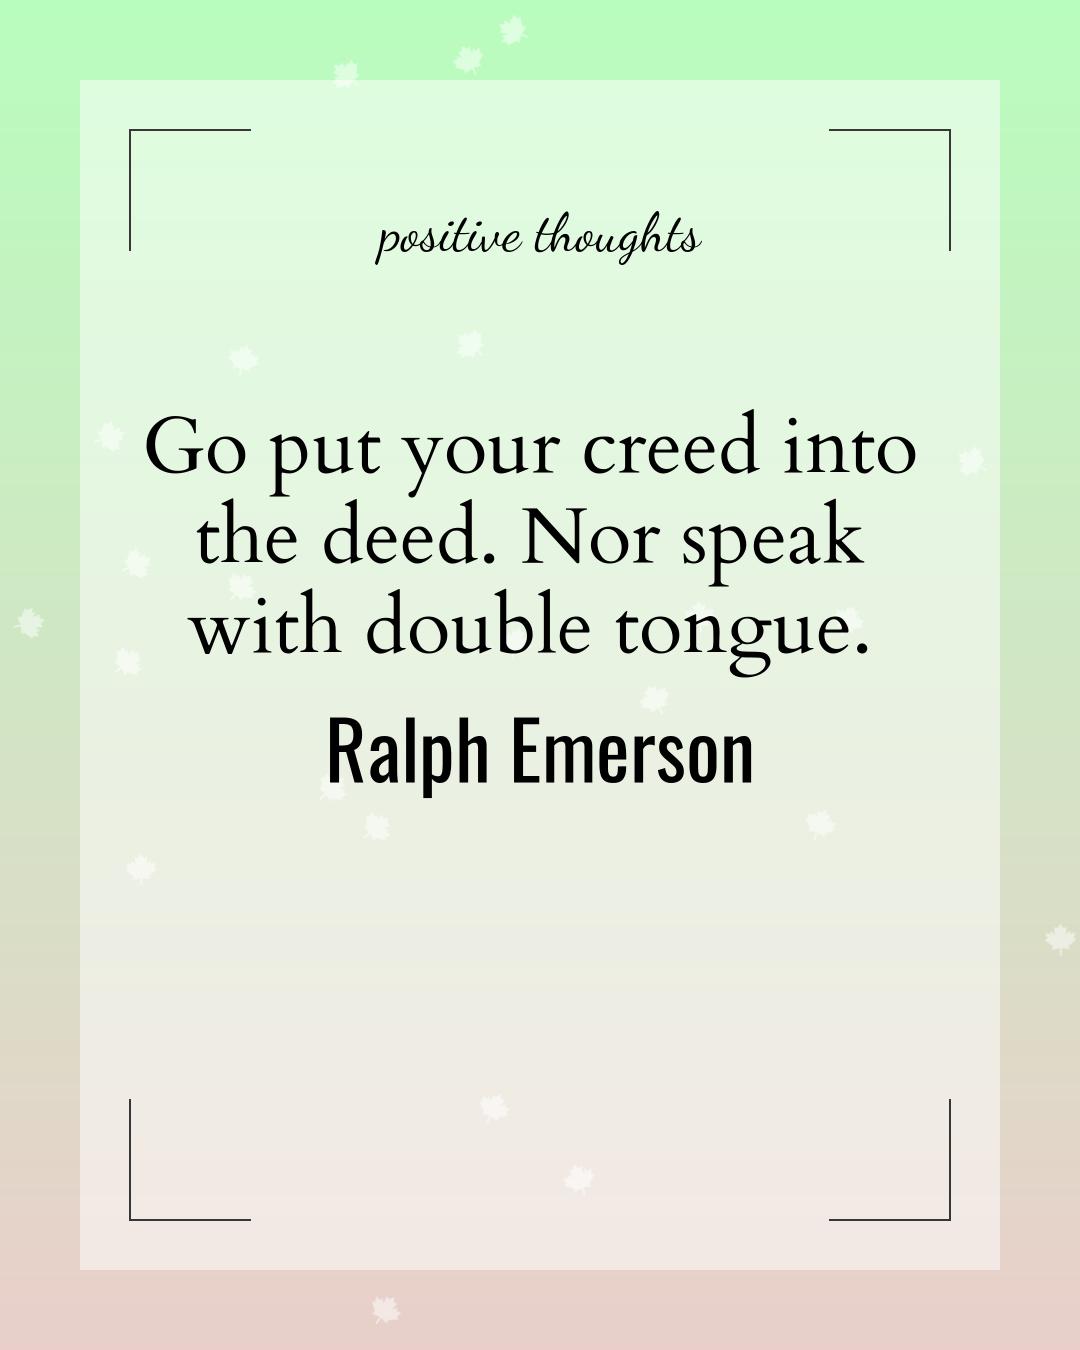 positive thoughts
Go put your creed into
the deed. Nor speak
with double tongue.
Ralph Emerson